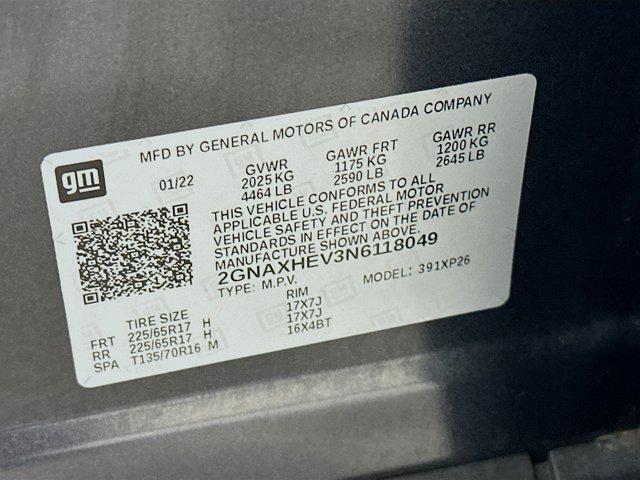 MFD BY GENERAL MOTORS OF CANADA COMPANY
gm
01/22
GVWR
2025 KG
4464 LB
GAWR FRT
1175 KG
2590 LB
GAWR RR
1200 KG
2645 LB
THIS VEHICLE CONFORMS TO ALL
APPLICABLE U.S. FEDERAL MOTOR
VEHICLE SAFETY AND THEFT PREVENTION
STANDARDS IN EFFECT ON THE DATE OF
MANUFACTURE SHOWN ABOVE.
2GNAXHEV3N6118049
TYPE: M.P.V. MODEL: 391XP26
TIRE SIZE RIM
FRT 225/65R17 H 17X7J
RR 225/65R17 H 17X7J
SPA T135/70R16 M 16X4BT